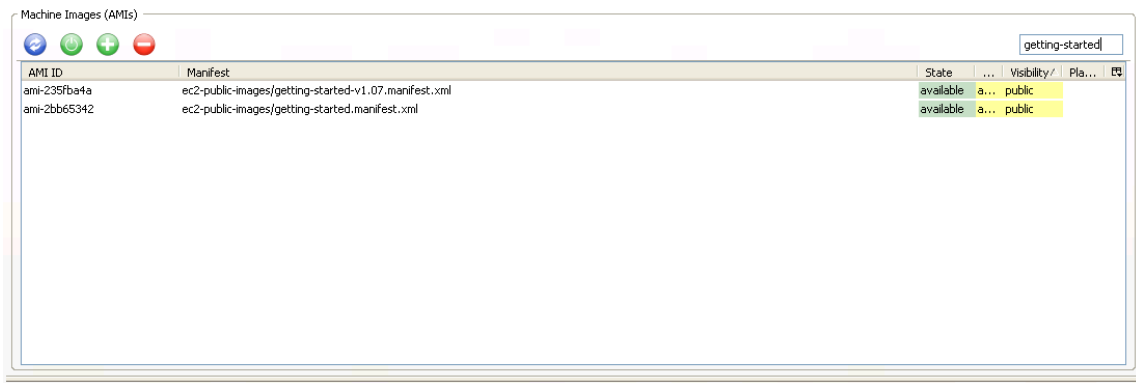 Machine Images (AMIs)
getting-started
AMI ID Manifest State ... Visibility Pla...
ami-235fba4a ec2-public-images/getting-started-v1.07.manifest.xml available a... public
ami-2bb65342 ec2-public-images/getting-started.manifest.xml available a... public